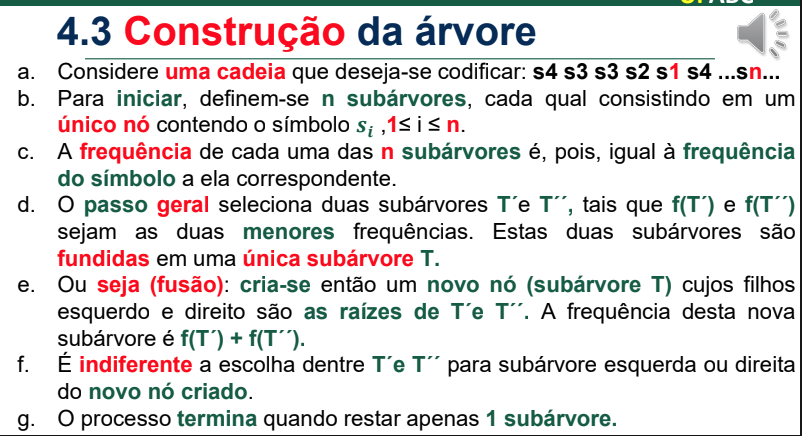 4.3 Construção da árvore
a. Considere uma cadeia que deseja-se codificar: s4 s3 s3 s2 s1 s4 ...sn...
b. Para iniciar, definem-se n subárvores, cada qual consistindo em um
único nó contendo o símbolo sᵢ ,1≤ i ≤ n.
c. A frequência de cada uma das n subárvores é, pois, igual à frequência
do símbolo a ela correspondente.
d. O passo geral seleciona duas subárvores T´e T´´, tais que f(T´) e f(T´´)
sejam as duas menores frequências. Estas duas subárvores são
fundidas em uma única subárvore T.
e. Ou seja (fusão): cria-se então um novo nó (subárvore T) cujos filhos
esquerdo e direito são as raízes de T´e T´´. A frequência desta nova
subárvore é f(T´) + f(T´´).
f. É indiferente a escolha dentre T´e T´´ para subárvore esquerda ou direita
do novo nó criado.
g. O processo termina quando restar apenas 1 subárvore.